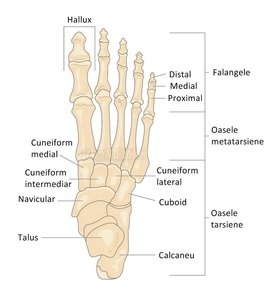 Hallux
Distal
Medial
Proximal
Falangele
Oasele
metatarsiene
Cuneiform
medial
Cuneiform
intermediar
Navicular
Talus
Cuneiform
lateral
Cuboid
Calcaneu
Oasele
tarsiene